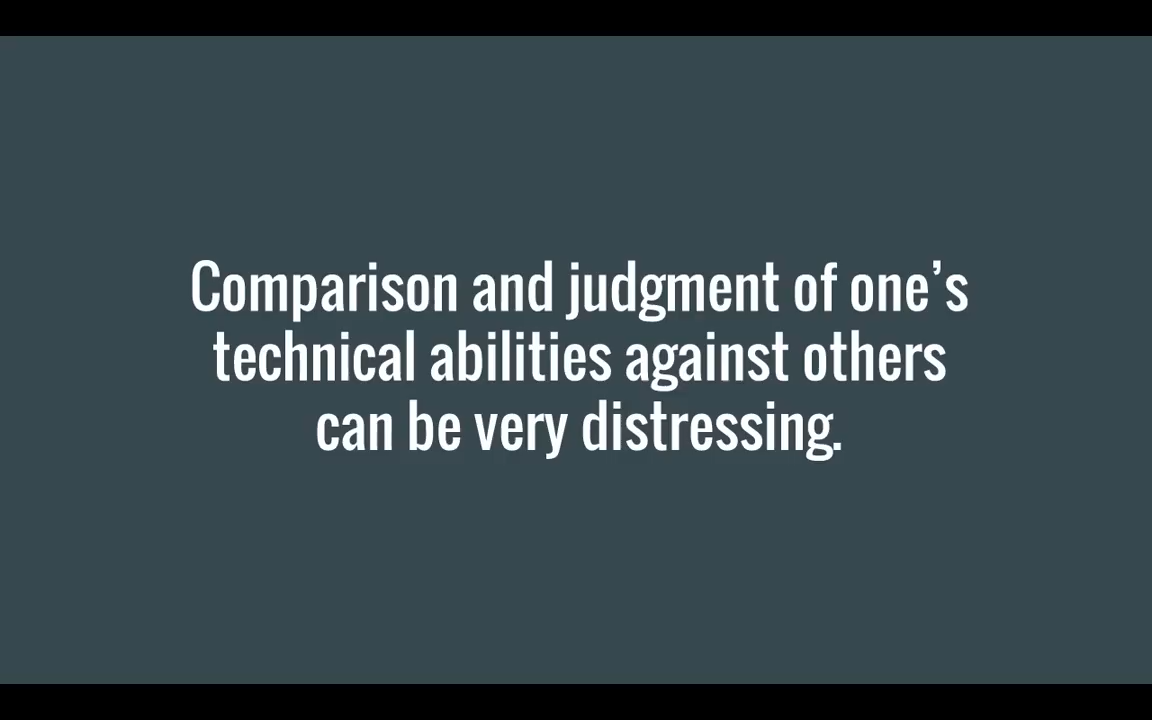 Comparison and judgment of one’s
technical abilities against others
can be very distressing.